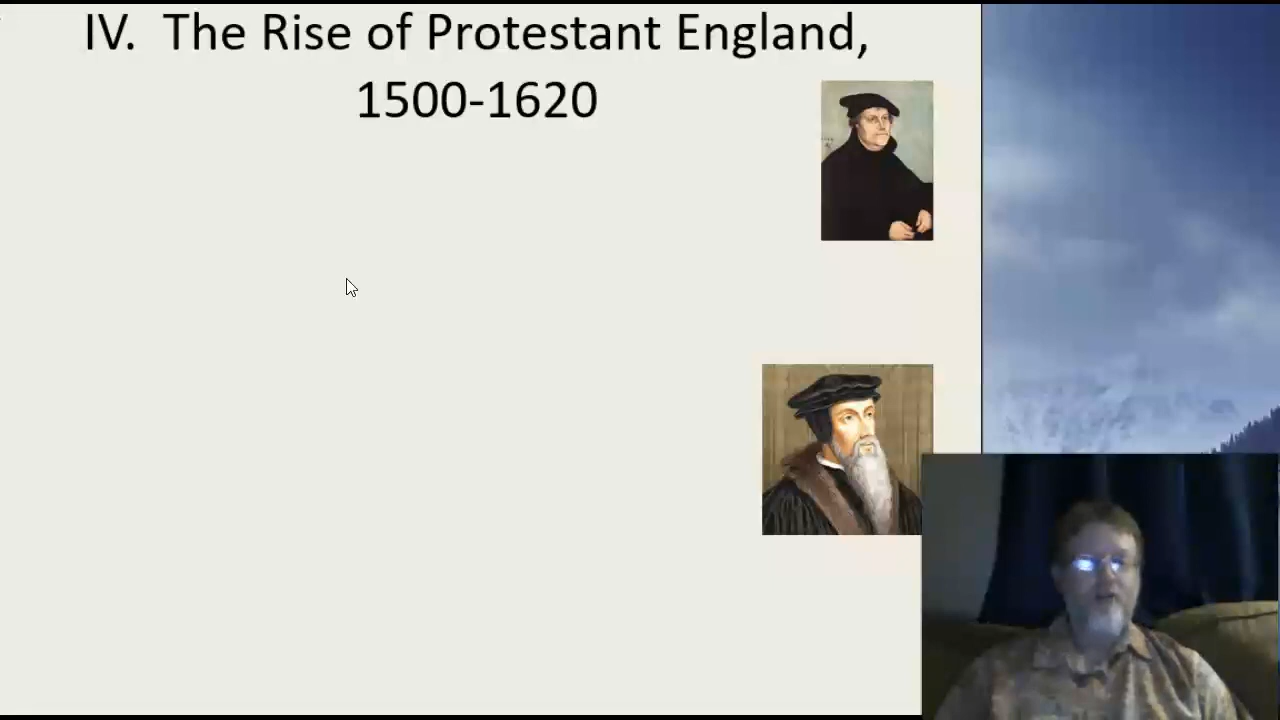 IV. The Rise of Protestant England,
1500-1620